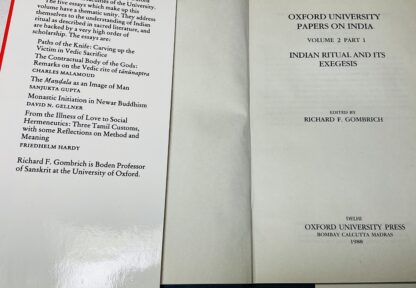 The five essays which make up this
volume have a thematic unity. They address
themselves to the understanding of Indian
ritual are based on sacred literature, and
are backed by a very high order of
scholarship. The essays are:
Paths of the Knife: Carving up the
Victim in Vedic Sacrifice
CHARLES MALAMOUD
The Contractual Body of the Gods:
Remarks on the Vedic rite of tānūnaptra
The Maṇḍala as an Image of Man
SANJUKTA GUPTA
Monastic Initiation in Newar Buddhism
DAVID N. GELLNER
From the Illness of Love to Social
Hermeneutics: Three Tamil Customs,
with some Reflections on Method and
Meaning
FRIEDHELM HARDY
Richard F. Gombrich is Boden Professor
of Sanskrit at the University of Oxford.
OXFORD UNIVERSITY
PAPERS ON INDIA
VOLUME 2 PART 1
INDIAN RITUAL AND ITS
EXEGESIS
EDITED BY
RICHARD F. GOMBRICH
DELHI
OXFORD UNIVERSITY PRESS
BOMBAY CALCUTTA MADRAS
1988